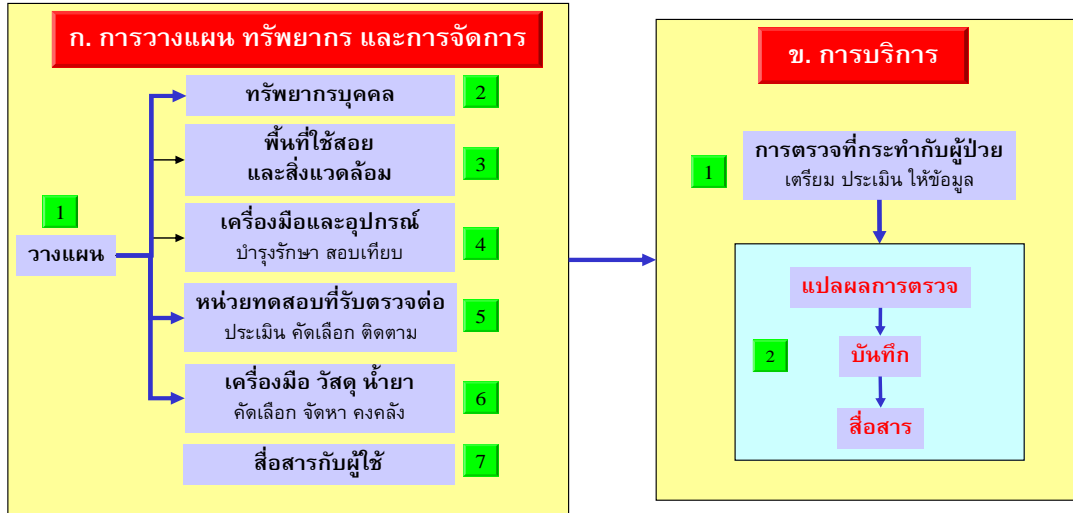 ก. การวางแผน ทรัพยากร และการจัดการ
1
วางแผน
ทรัพยากรบุคคล
2
พื้นที่ใช้สอย
และสิ่งแวดล้อม
3
เครื่องมือและอุปกรณ์
บำรุงรักษา สอบเทียบ
4
หน่วยทดสอบที่รับตรวจต่อ
ประเมิน คัดเลือก ติดตาม
5
เครื่องมือ วัสดุ น้ำยา
คัดเลือก จัดหา คงคลัง
6
สื่อสารกับผู้ใช้
7
ข. การบริการ
1
การตรวจที่กระทำกับผู้ป่วย
เตรียม ประเมิน ให้ข้อมูล
2
แปลผลการตรวจ
บันทึก
สื่อสาร